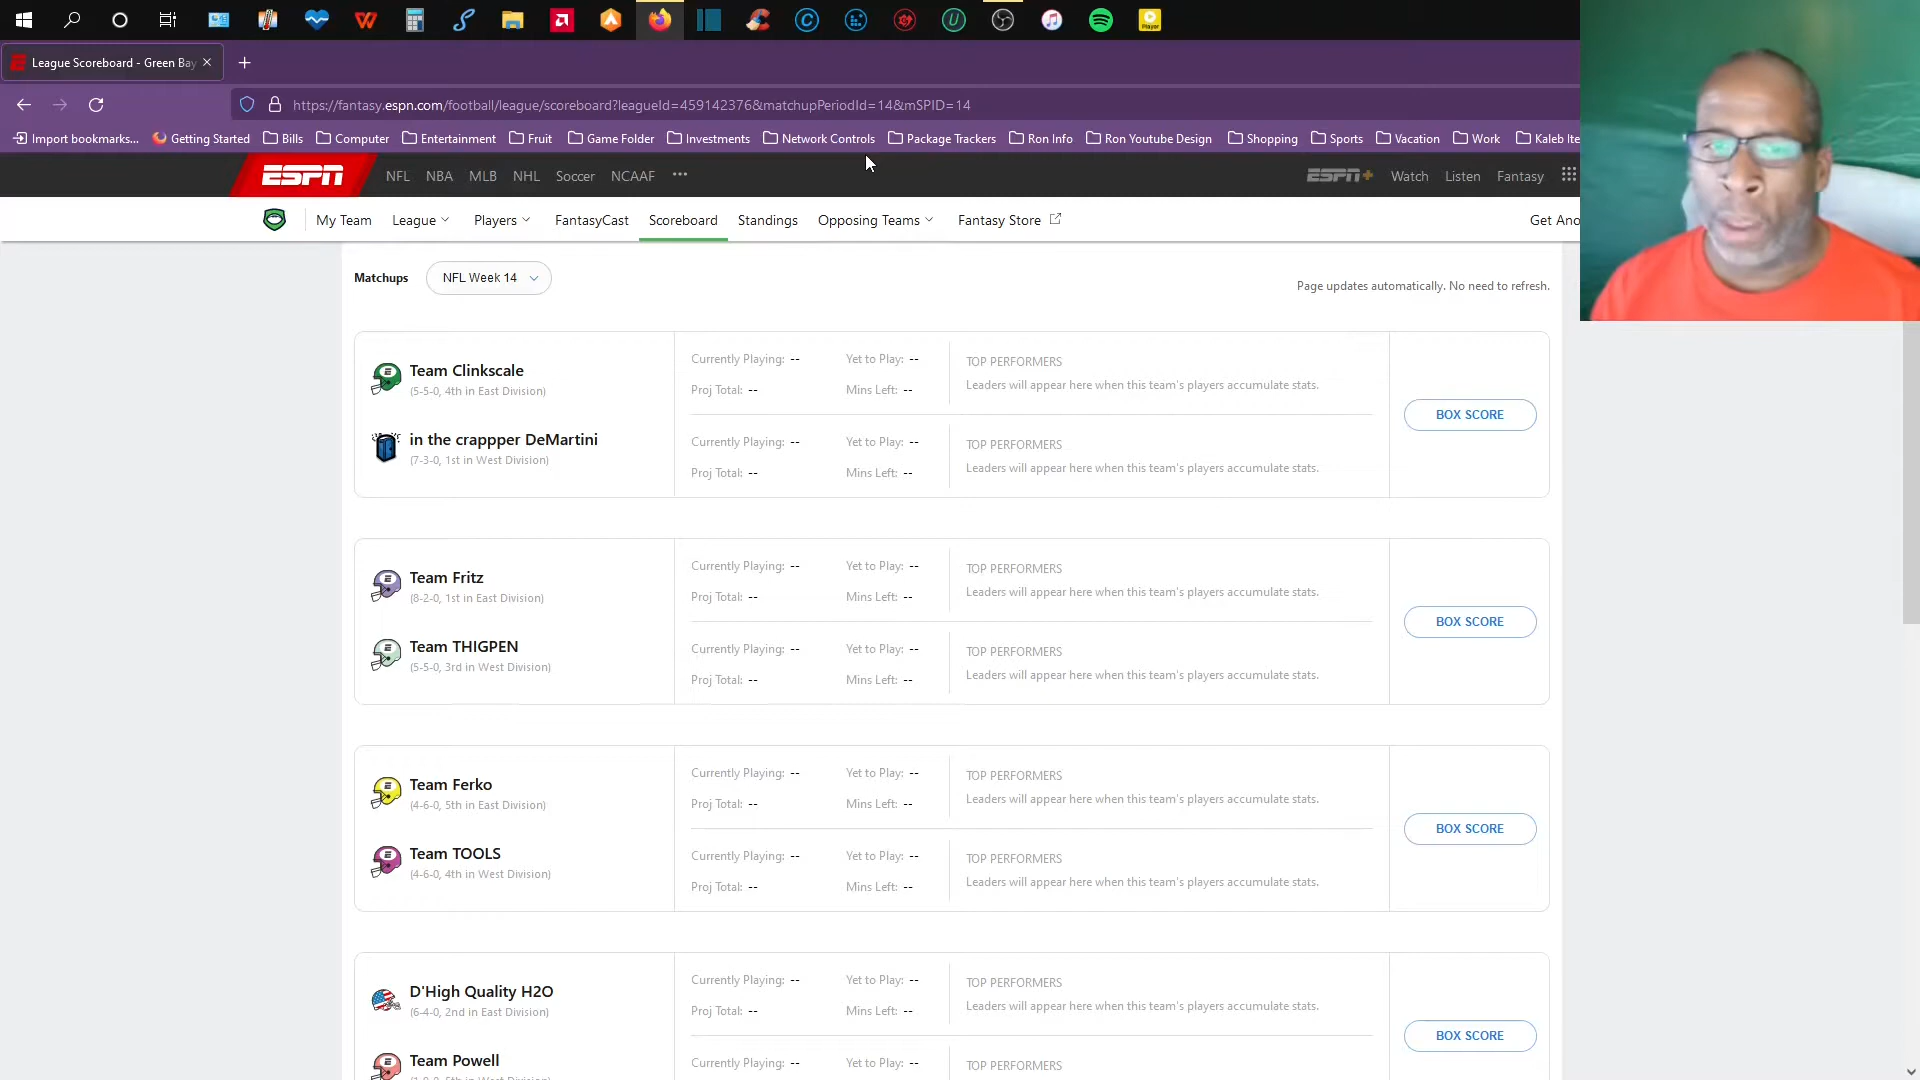 League Scoreboard - Green Bay
https://fantasy.espn.com/football/league/scoreboard?leagueId=459142376&matchupPeriodId=14&mSPID=14
Import bookmarks... Getting Started Bills Computer Entertainment Fruit Game Folder Investments Network Controls Package Trackers Ron Info Ron Youtube Design Shopping Sports Vacation Work Kaleb Ite
ESPN NFL NBA MLB NHL Soccer NCAAF ••• ESPN+ Watch Listen Fantasy
My Team League Players FantasyCast Scoreboard Standings Opposing Teams Fantasy Store Get Ano
Matchups NFL Week 14
Page updates automatically. No need to refresh.
Team Clinkscale
(5-5-0, 4th in East Division)
Currently Playing: -- Yet to Play: --
Proj Total: -- Mins Left: --
TOP PERFORMERS
Leaders will appear here when this team's players accumulate stats.
in the crappper DeMartini
(7-3-0, 1st in West Division)
Currently Playing: -- Yet to Play: --
Proj Total: -- Mins Left: --
TOP PERFORMERS
Leaders will appear here when this team's players accumulate stats.
BOX SCORE
Team Fritz
(8-2-0, 1st in East Division)
Currently Playing: -- Yet to Play: --
Proj Total: -- Mins Left: --
TOP PERFORMERS
Leaders will appear here when this team's players accumulate stats.
Team THIGPEN
(5-5-0, 3rd in West Division)
Currently Playing: -- Yet to Play: --
Proj Total: -- Mins Left: --
TOP PERFORMERS
Leaders will appear here when this team's players accumulate stats.
BOX SCORE
Team Ferko
(4-6-0, 5th in East Division)
Currently Playing: -- Yet to Play: --
Proj Total: -- Mins Left: --
TOP PERFORMERS
Leaders will appear here when this team's players accumulate stats.
Team TOOLS
(4-6-0, 4th in West Division)
Currently Playing: -- Yet to Play: --
Proj Total: -- Mins Left: --
TOP PERFORMERS
Leaders will appear here when this team's players accumulate stats.
BOX SCORE
D'High Quality H2O
(6-4-0, 2nd in East Division)
Currently Playing: -- Yet to Play: --
Proj Total: -- Mins Left: --
TOP PERFORMERS
Leaders will appear here when this team's players accumulate stats.
Team Powell
Currently Playing: -- Yet to Play: --
TOP PERFORMERS
BOX SCORE